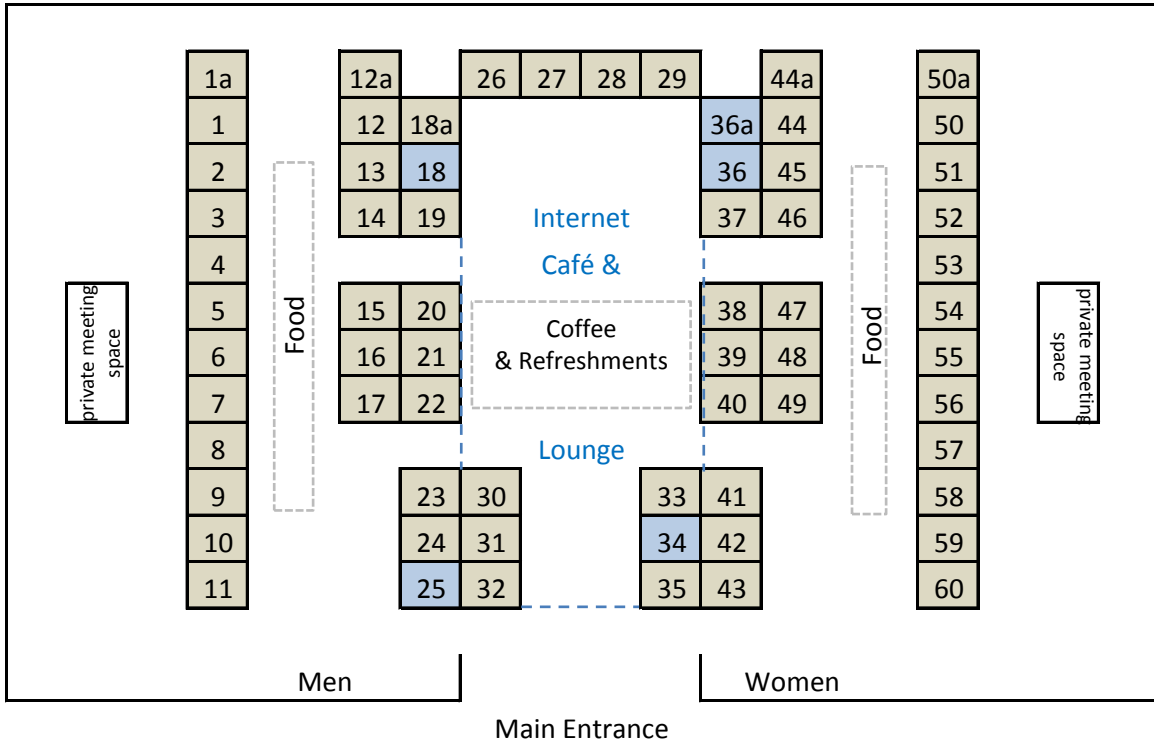 1a 12a 26 27 28 29 44a 50a
1 12 18a 36a 44 50
2 13 18 36 45 51
3 14 19 Internet 37 46 52
4 Café & 53
5 15 20 38 47 54
Food Coffee Food
private meeting
space
6 16 21 & Refreshments 39 48 55
private meeting
space
7 17 22 40 49 56
8 Lounge 57
9 23 30 33 41 58
10 24 31 34 42 59
11 25 32 35 43 60
Men Women
Main Entrance